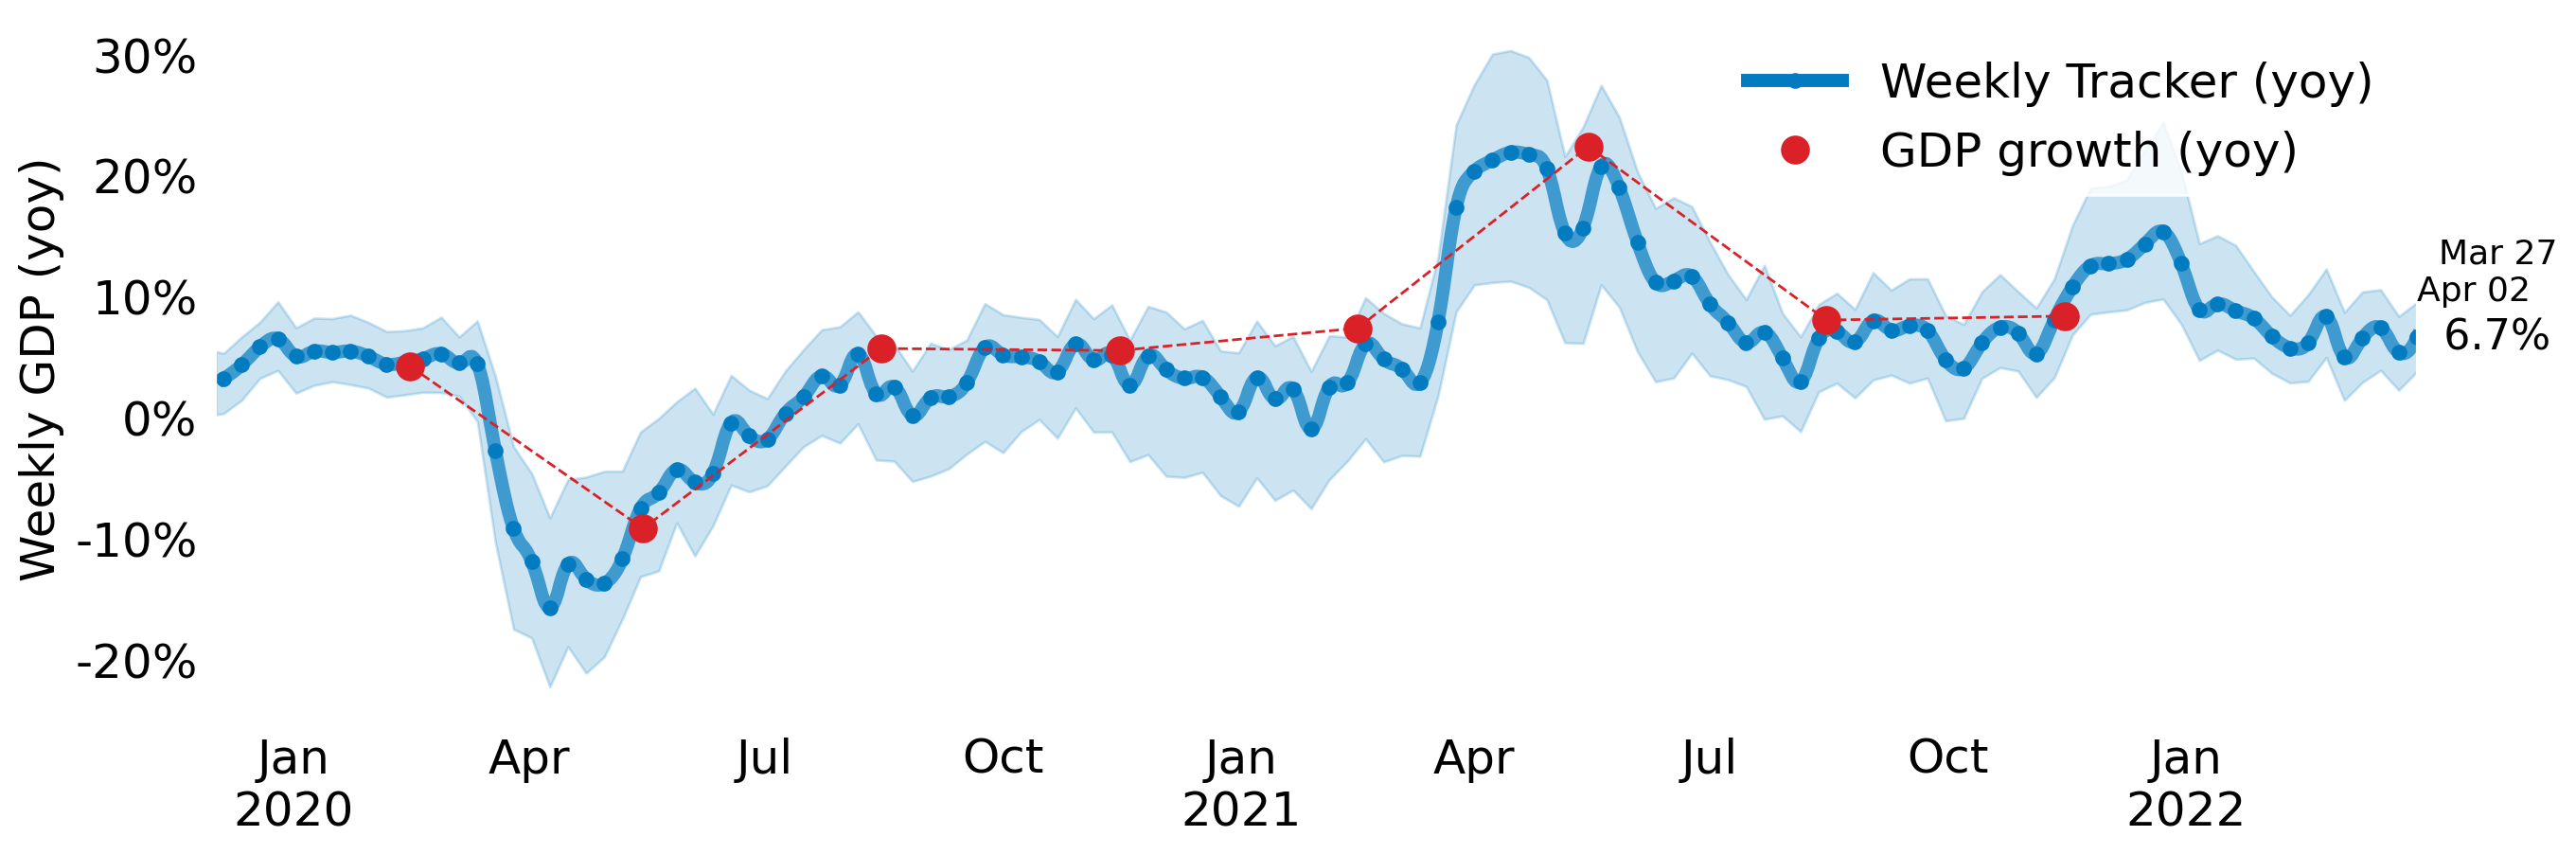 Weekly GDP (yoy)
30%
20%
10%
0%
-10%
-20%
Weekly Tracker (yoy)
GDP growth (yoy)
Mar 27
Apr 02
6.7%
Jan
2020
Apr
Jul
Oct
Jan
2021
Apr
Jul
Oct
Jan
2022